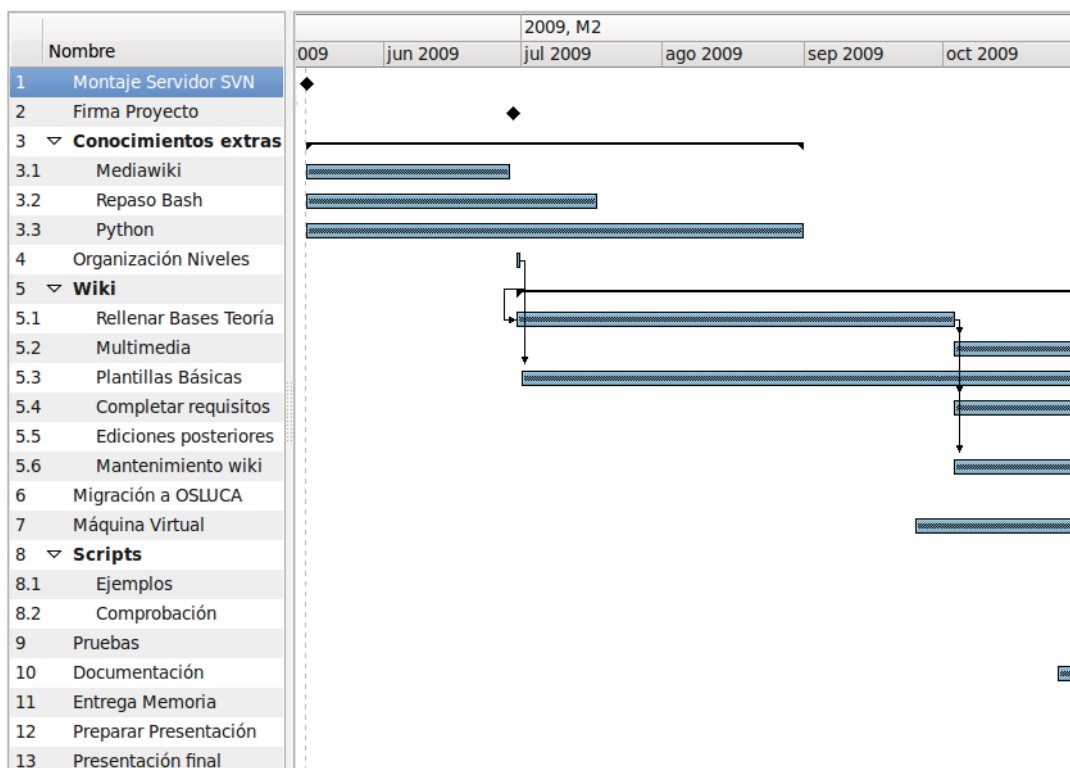 2009, M2
Nombre
009 jun 2009 jul 2009 ago 2009 sep 2009 oct 2009
1 Montaje Servidor SVN
2 Firma Proyecto
3 Conocimientos extras
3.1 Mediawiki
3.2 Repaso Bash
3.3 Python
4 Organización Niveles
5 Wiki
5.1 Rellenar Bases Teoría
5.2 Multimedia
5.3 Plantillas Básicas
5.4 Completar requisitos
5.5 Ediciones posteriores
5.6 Mantenimiento wiki
6 Migración a OSLUCA
7 Máquina Virtual
8 Scripts
8.1 Ejemplos
8.2 Comprobación
9 Pruebas
10 Documentación
11 Entrega Memoria
12 Preparar Presentación
13 Presentación final